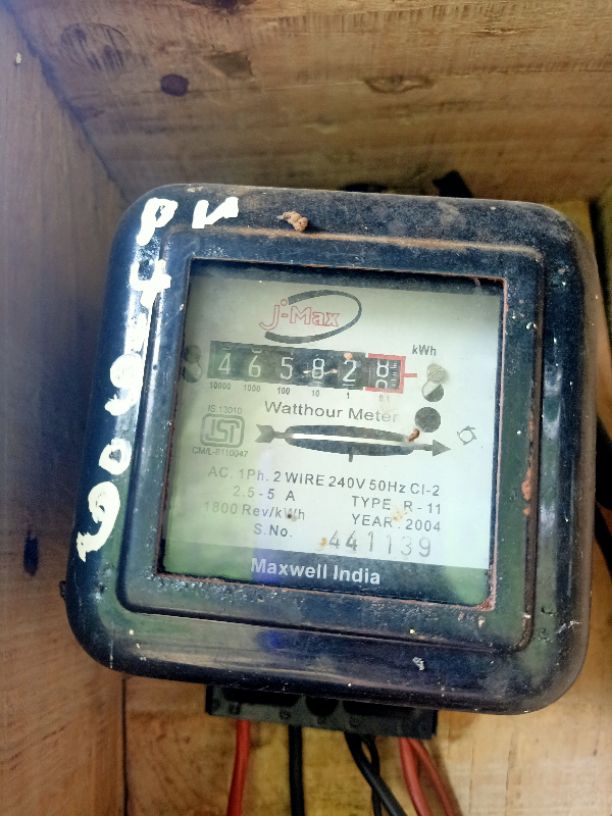 J-Max
kWh
4 6 5 8 2 8
10000 1000 100 10 1 0.1
Watthour Meter
IS 13010
ISI
CM/L-8110047
AC. 1Ph. 2 WIRE 240V 50Hz Cl-2
2.5 - 5 A TYPE R - 11
1800 Rev/kWh YEAR 2004
S.No. 441139
Maxwell India